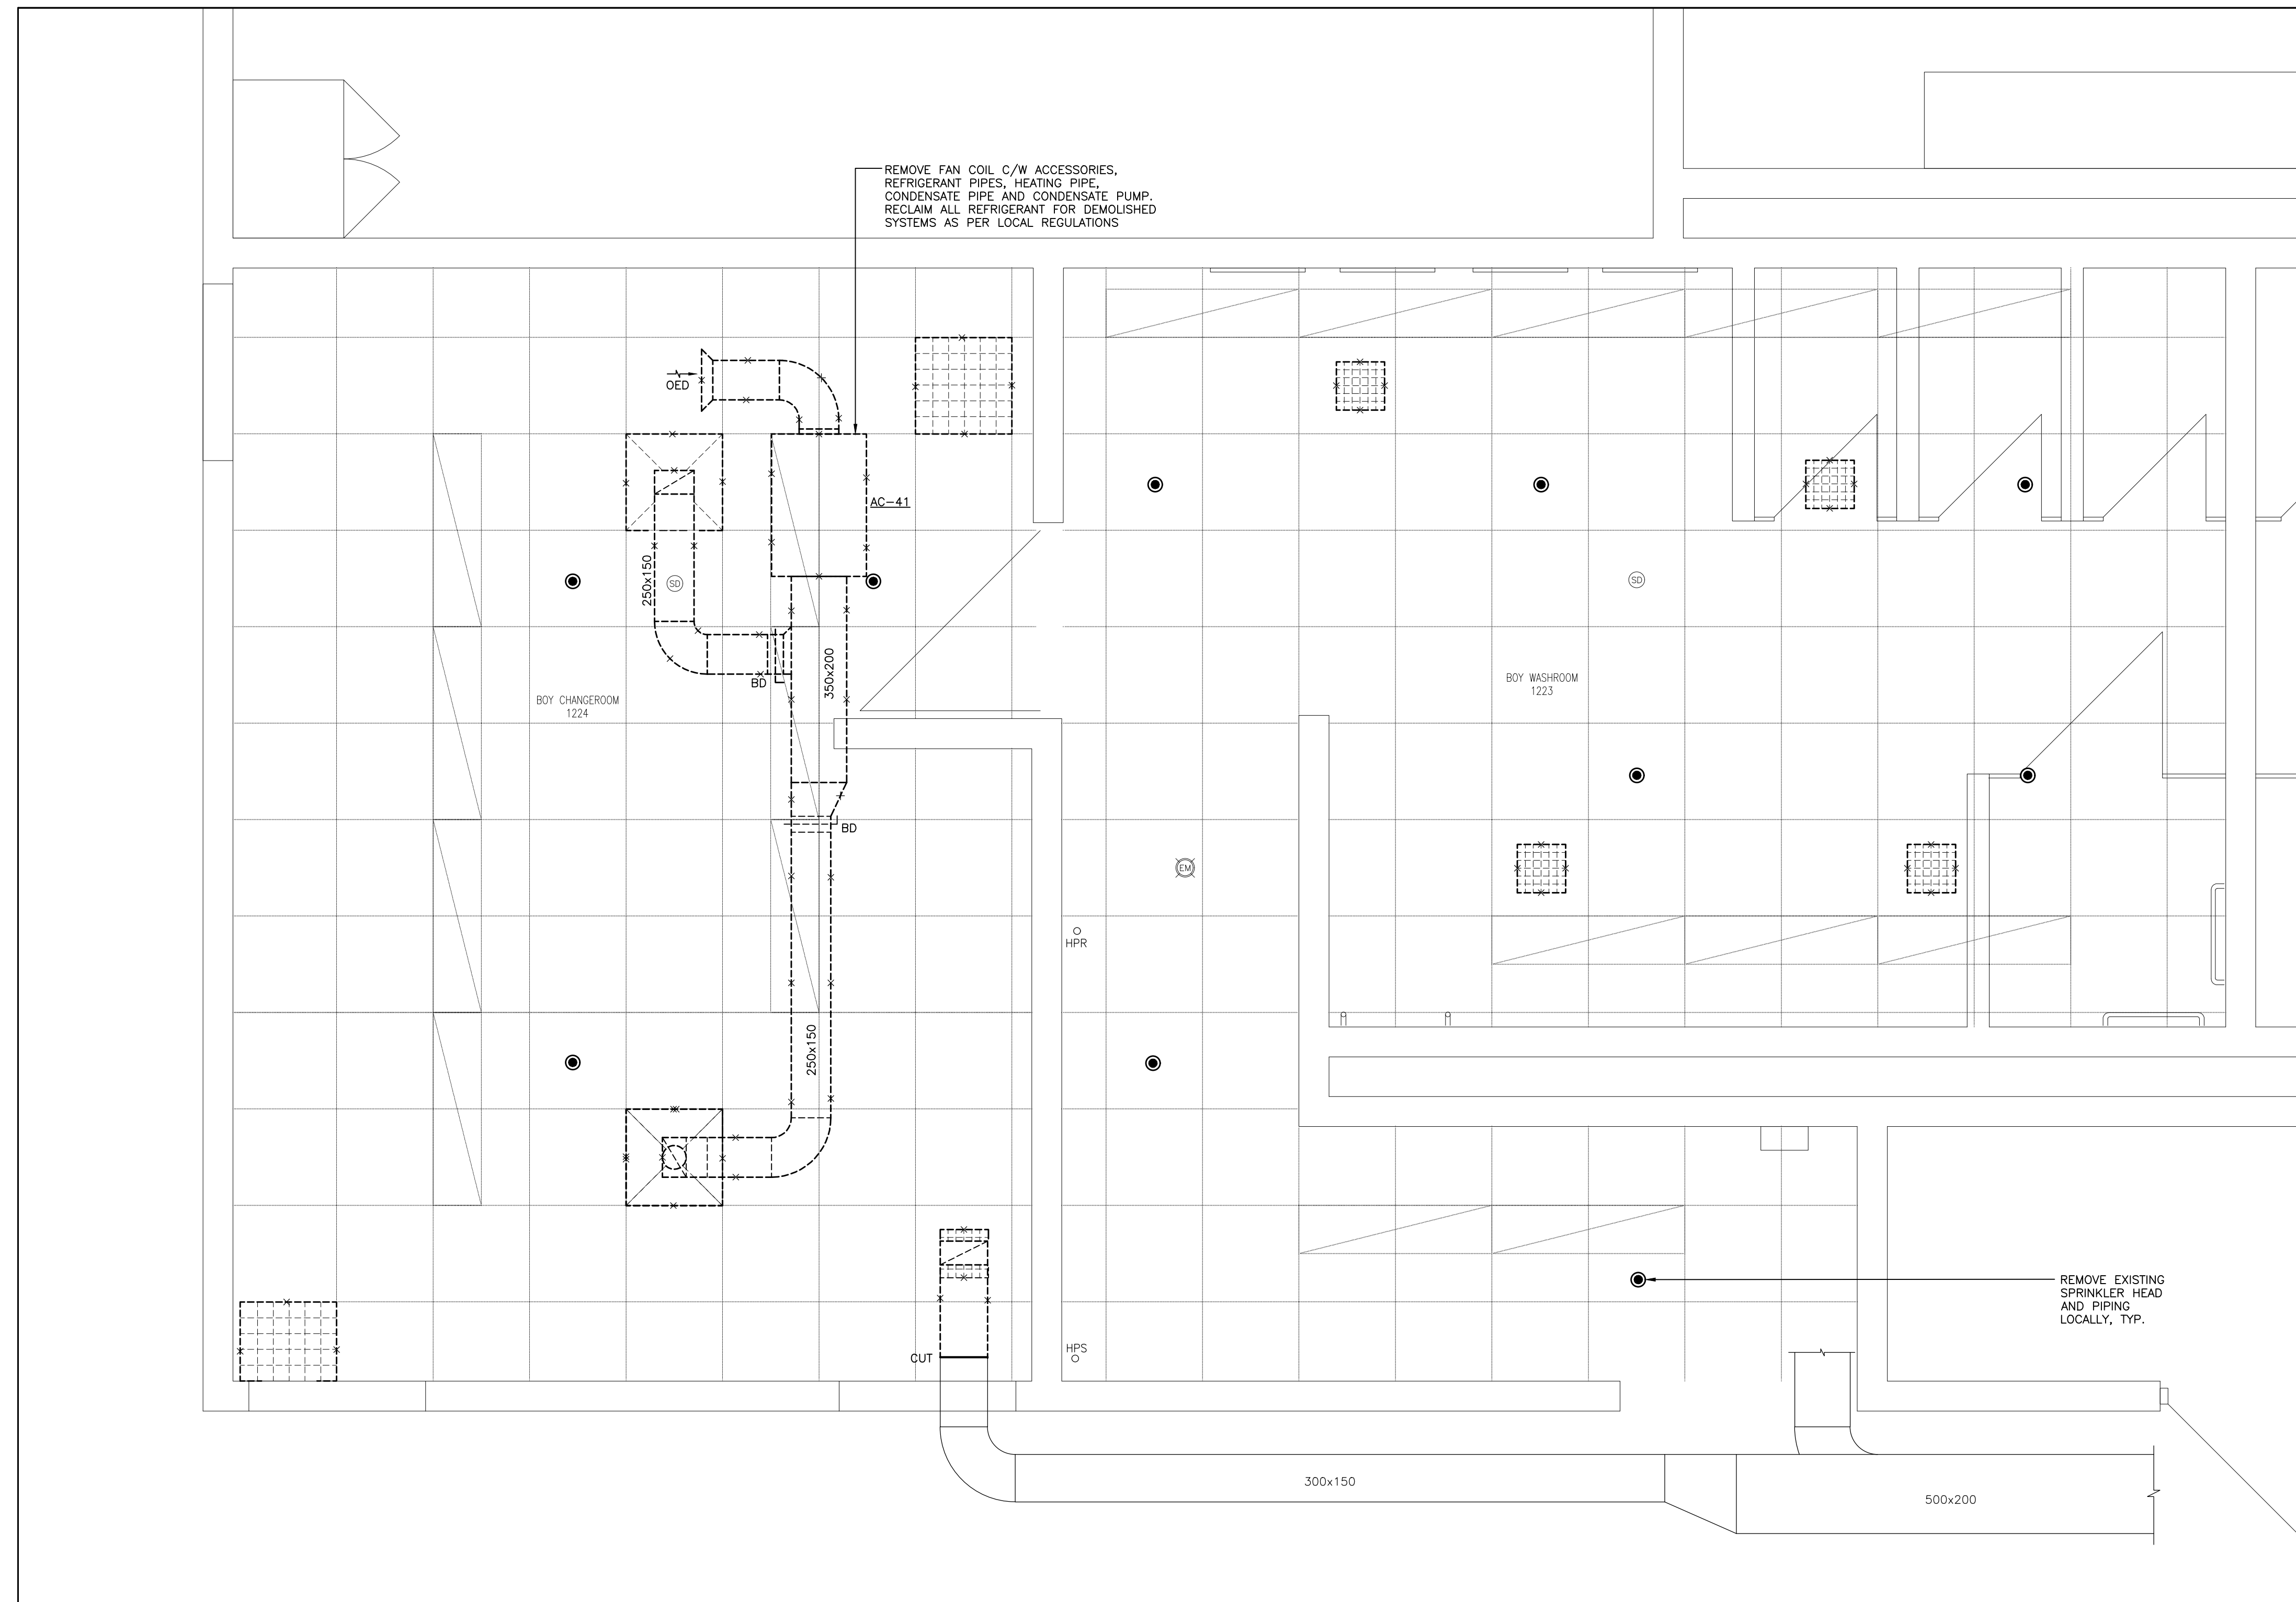 REMOVE FAN COIL C/W ACCESSORIES,
REFRIGERANT PIPES, HEATING PIPE,
CONDENSATE PIPE AND CONDENSATE PUMP.
RECLAIM ALL REFRIGERANT FOR DEMOLISHED
SYSTEMS AS PER LOCAL REGULATIONS
OED
AC-41
250x150
SD
SD
350x200
BD
BOY CHANGEROOM
1224
BOY WASHROOM
1223
BD
EM
HPR
250x150
REMOVE EXISTING
SPRINKLER HEAD
AND PIPING
LOCALLY, TYP.
CUT
HPS
300x150
500x200